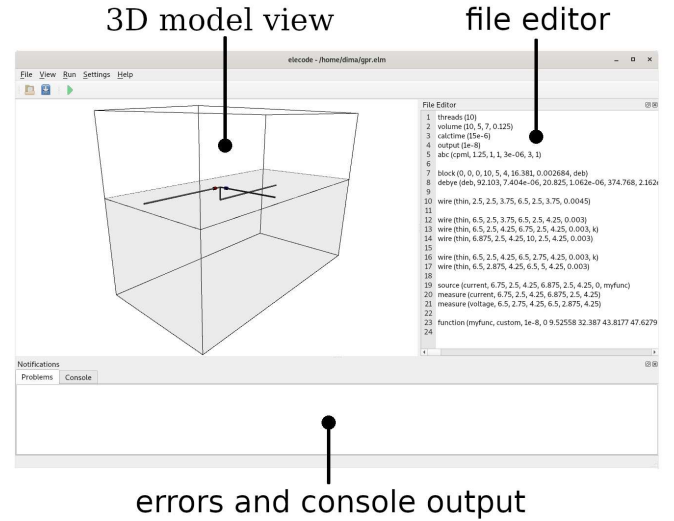 3D model view
file editor
elecode - /home/dima/gpr.elm
File View Run Settings Help
File Editor
1 threads (10)
2 volume (10, 5, 7, 0.125)
3 calctime (15e-6)
4 output (1e-8)
5 abc (cpml, 1.25, 1, 1, 3e-06, 3, 1)
6
7 block (0, 0, 0, 10, 5, 4, 16.381, 0.002684, deb)
8 debye (deb, 92.103, 7.404e-06, 20.825, 1.062e-06, 374.768, 2.162e
9
10 wire (thin, 2.5, 2.5, 3.75, 6.5, 2.5, 3.75, 0.0045)
11
12 wire (thin, 6.5, 2.5, 3.75, 6.5, 2.5, 4.25, 0.003)
13 wire (thin, 6.5, 2.5, 4.25, 6.75, 2.5, 4.25, 0.003, k)
14 wire (thin, 6.875, 2.5, 4.25, 10, 2.5, 4.25, 0.003)
15
16 wire (thin, 6.5, 2.5, 4.25, 6.5, 2.75, 4.25, 0.003, k)
17 wire (thin, 6.5, 2.875, 4.25, 6.5, 5, 4.25, 0.003)
18
19 source (current, 6.75, 2.5, 4.25, 6.875, 2.5, 4.25, 0, myfunc)
20 measure (current, 6.75, 2.5, 4.25, 6.875, 2.5, 4.25)
21 measure (voltage, 6.5, 2.75, 4.25, 6.5, 2.875, 4.25)
22
23 function (myfunc, custom, 1e-8, 0 9.52558 32.387 43.8177 47.6279
24
Notifications
Problems Console
errors and console output